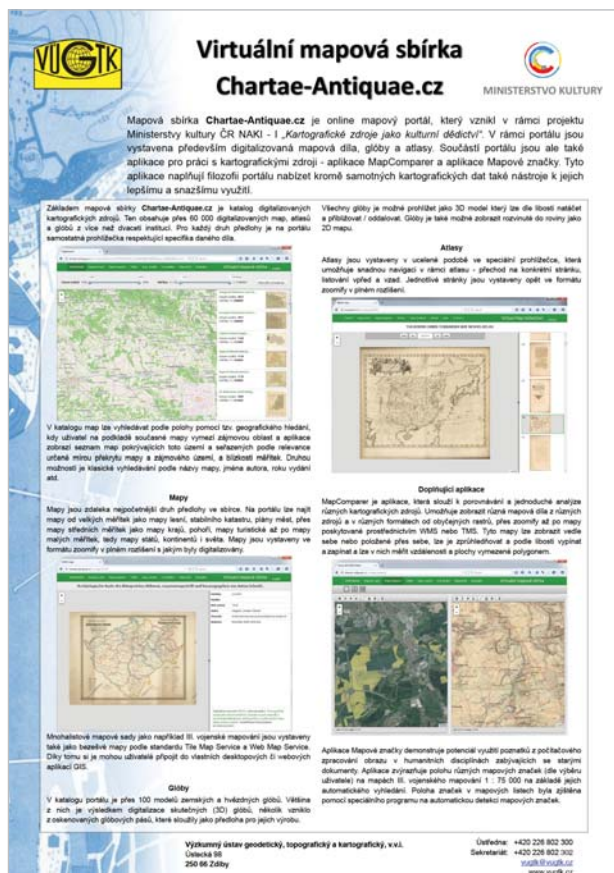 VUGTK
Virtuální mapová sbírka
Chartae-Antiquae.cz
MINISTERSTVO KULTURY
Mapová sbírka Chartae-Antiquae.cz je online mapový portál, který vznikl v rámci projektu
Ministerstvy kultury ČR NAKI - I „Kartografické zdroje jako kulturní dědictví“. V rámci portálu jsou
vystavena především digitalizovaná mapová díla, glóby a atlasy. Součástí portálu jsou ale také
aplikace pro práci s kartografickými zdroji - aplikace MapComparer a aplikace Mapové značky. Tyto
aplikace naplňují filozofii portálu nabízet kromě samotných kartografických dat také nástroje k jejich
lepšímu a snazšímu využití.
Základem mapové sbírky Chartae-Antiquae.cz je katalog digitalizovaných
kartografických zdrojů. Ten obsahuje přes 60 000 digitalizovaných map, atlasů
a glóbů z více než dvaceti institucí. Pro každý druh předlohy je na portálu
samostatná prohlížečka respektující specifika daného díla.
V katalogu map lze vyhledávat podle polohy pomocí tzv. geografického hledání,
kdy uživatel na podkladě současné mapy vymezí zájmovou oblast a aplikace
zobrazí seznam map pokrývajících toto území a seřazených podle relevance
určené mírou překrytu mapy a zájmového území, a blízkosti měřítek. Druhou
možností je klasické vyhledávání podle názvy mapy, jména autora, roku vydání
atd.
Mapy
Mapy jsou zdaleka nejpočetnější druh předlohy ve sbírce. Na portálu lze najít
mapy od velkých měřítek jako mapy lesní, stabilního katastru, plány měst, přes
mapy středních měřítek jako mapy krajů, pohoří, mapy turistické až po mapy
malých měřítek, tedy mapy států, kontinentů i světa. Mapy jsou vystaveny ve
formátu zoomify v plném rozlišení s jakým byly digitalizovány.
Mnoholistové mapové sady jako například III. vojenské mapování jsou vystaveny
také jako bezešvé mapy podle standardu Tile Map Service a Web Map Service.
Díky tomu si je mohou uživatelé připojit do vlastních desktopových či webových
aplikací GIS.
Glóby
V katalogu portálu je přes 100 modelů zemských a hvězdných glóbů. Většina
z nich je výsledkem digitalizace skutečných (3D) glóbů, několik vzniklo
z oskenovaných glóbových pásů, které sloužily jako předloha pro jejich výrobu.
Všechny glóby je možné prohlížet jako 3D model který lze dle libosti natáčet
a přibližovat / oddalovat. Glóby je také možné zobrazit rozvinuté do roviny jako
2D mapu.
Atlasy
Atlasy jsou vystaveny v ucelené podobě ve speciální prohlížečce, která
umožňuje snadnou navigaci v rámci atlasu - přechod na konkrétní stránku,
listování vpřed a vzad. Jednotlivé stránky jsou vystaveny opět ve formátu
zoomify v plném rozlišení.
Doplňující aplikace
MapComparer je aplikace, která slouží k porovnávání a jednoduché analýze
různých kartografických zdrojů. Umožňuje zobrazit různá mapová díla z různých
zdrojů a v různých formátech od obyčejných rastrů, přes zoomify až po mapy
poskytované prostřednictvím WMS nebo TMS. Tyto mapy lze zobrazit vedle
sebe nebo položené přes sebe, lze je zprůhledňovat a podle libosti vypínat
a zapínat a lze v nich měřit vzdálenosti a plochy vymezené polygonem.
Aplikace Mapové značky demonstruje potenciál využití poznatků z počítačového
zpracování obrazu v humanitních disciplínách zabývajících se starými
dokumenty. Aplikace zvýrazňuje polohu různých mapových značek (dle výběru
uživatele) na mapách III. vojenského mapování 1 : 75 000 na základě jejich
automatického vyhledání. Poloha značek v mapových listech byla zjištěna
pomocí speciálního programu na automatickou detekci mapových značek.
Výzkumný ústav geodetický, topografický a kartografický, v.v.i.
Ústecká 98
250 66 Zdiby
Ústředna: +420 226 802 300
Sekretariát: +420 226 802 302
vugtk@vugtk.cz
www.vugtk.cz